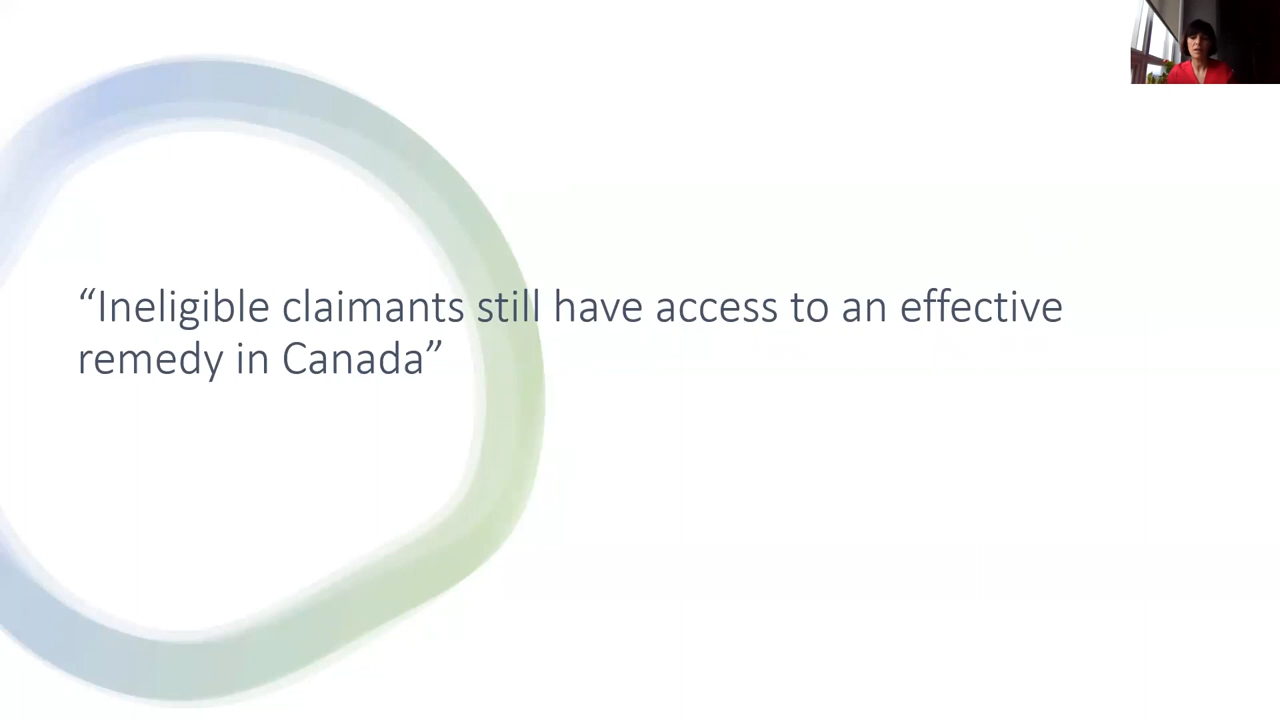 “Ineligible claimants still have access to an effective
remedy in Canada”